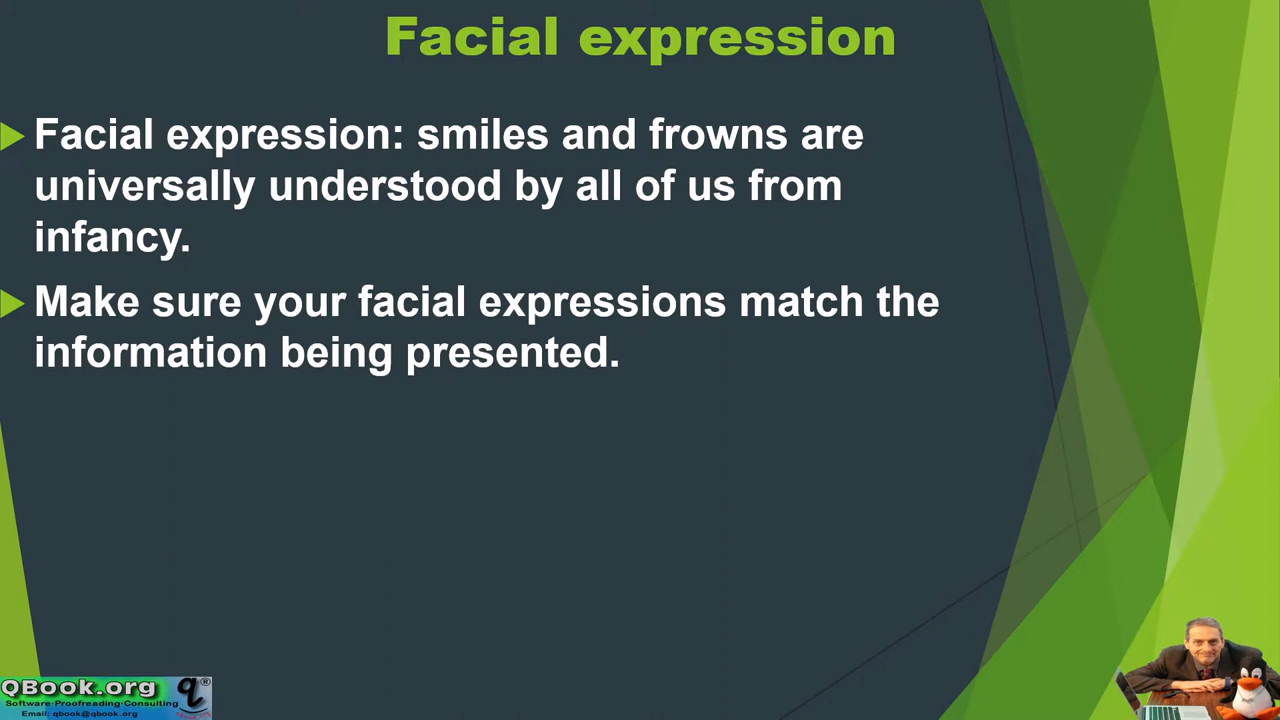 Facial expression
Facial expression: smiles and frowns are
universally understood by all of us from
infancy.
Make sure your facial expressions match the
information being presented.
QBook.org
q®
Software·Proofreading·Consulting
Email: qbook@qbook.org